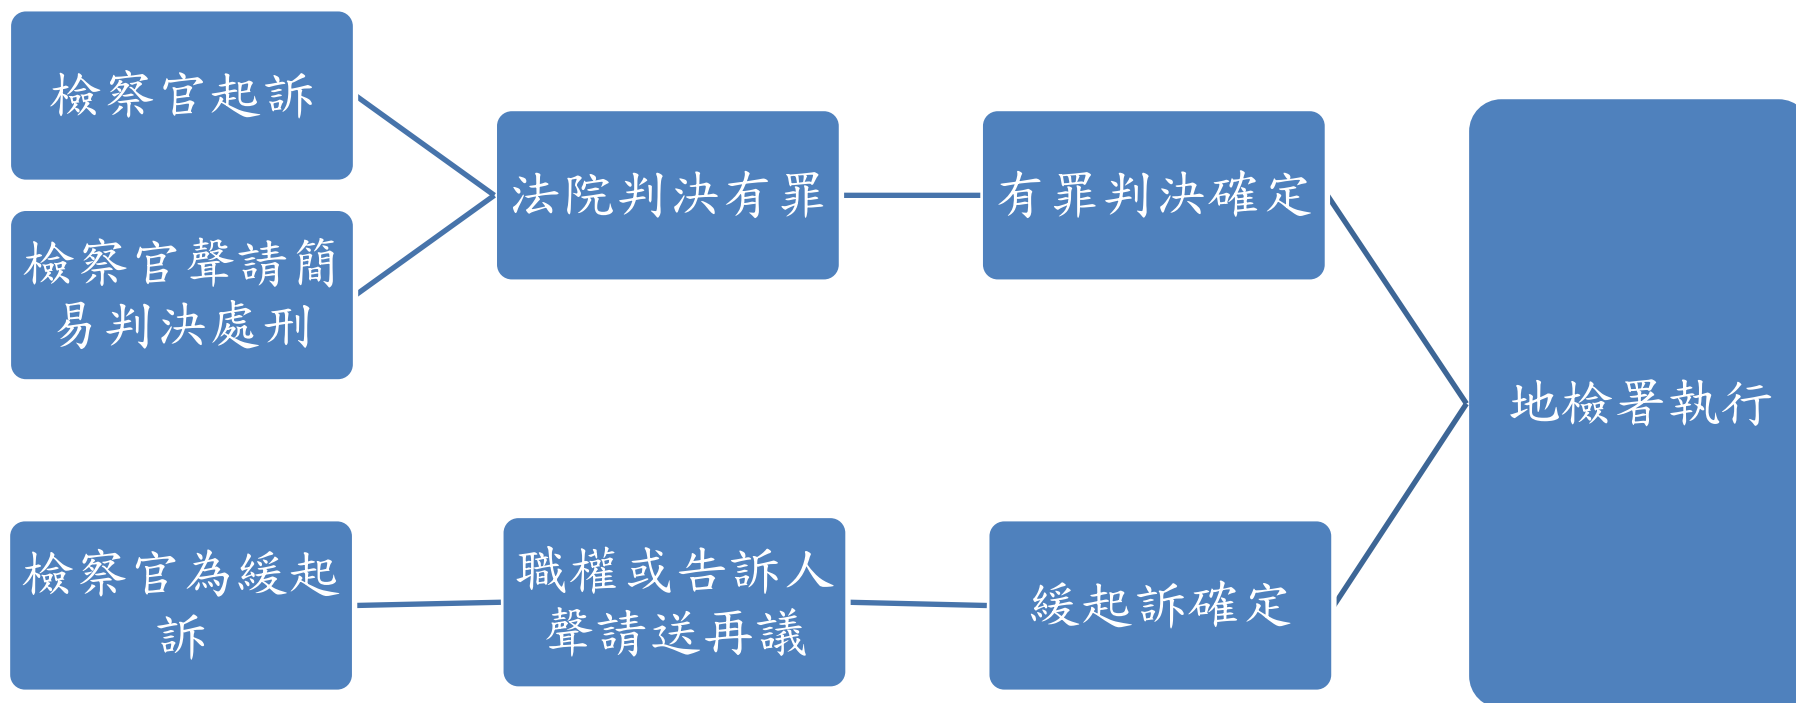 檢察官起訴
檢察官聲請簡
易判決處刑
法院判決有罪
有罪判決確定
檢察官為緩起
訴
職權或告訴人
聲請送再議
緩起訴確定
地檢署執行